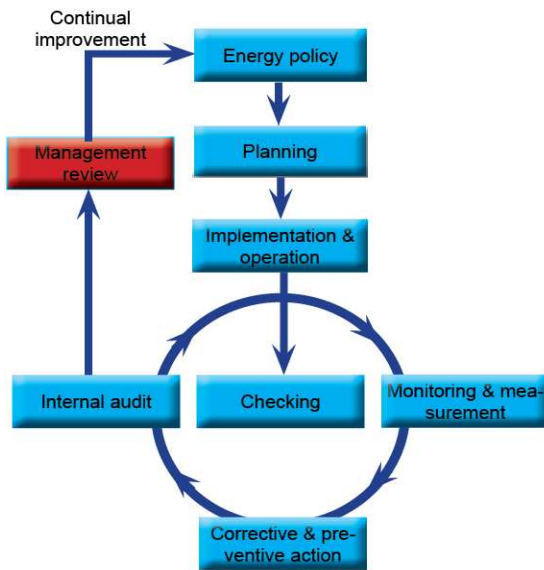 Continual
improvement
Energy policy
Planning
Management
review
Implementation &
operation
Internal audit
Checking
Monitoring & mea-
surement
Corrective & pre-
ventive action